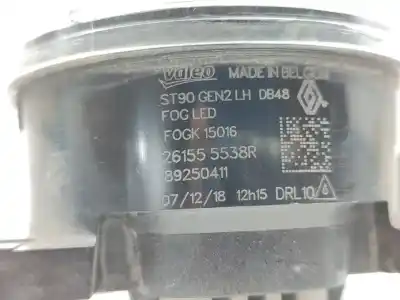 Valeo MADE IN BELGIUM
ST90 GEN2 LH DB48
FOG LED
FOGK 15016
26155 5538R
89250411
07/12/18 12h15 DRL10